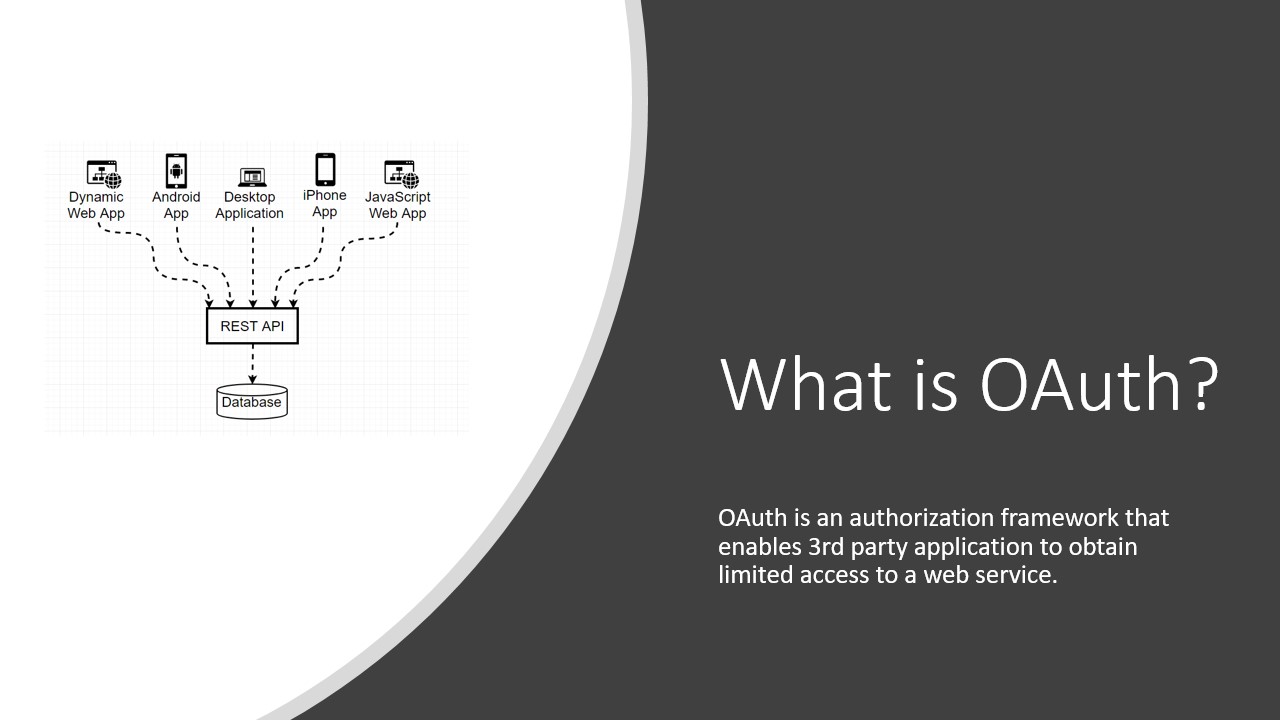 Dynamic
Web App
Android
App
Desktop
Application
iPhone
App
JavaScript
Web App
REST API
Database
What is OAuth?
OAuth is an authorization framework that
enables 3rd party application to obtain
limited access to a web service.